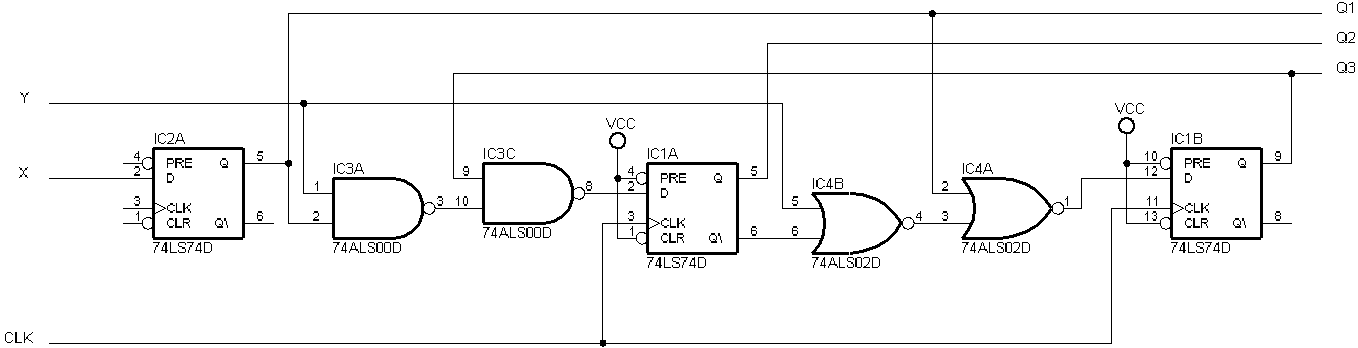 Q1
Q2
Q3
Y
X
CLK
IC2A
4 PRE Q 5
2 D
3 CLK
1 CLR Q\ 6
74LS74D
IC3A
1
2
3
74ALS00D
IC3C
9
10
8
74ALS00D
VCC
IC1A
4 PRE Q 5
2 D
3 CLK
1 CLR Q\ 6
74LS74D
IC4B
5
6
4
74ALS02D
IC4A
2
3
1
74ALS02D
VCC
IC1B
10 PRE Q 9
12 D
11 CLK
13 CLR Q\ 8
74LS74D